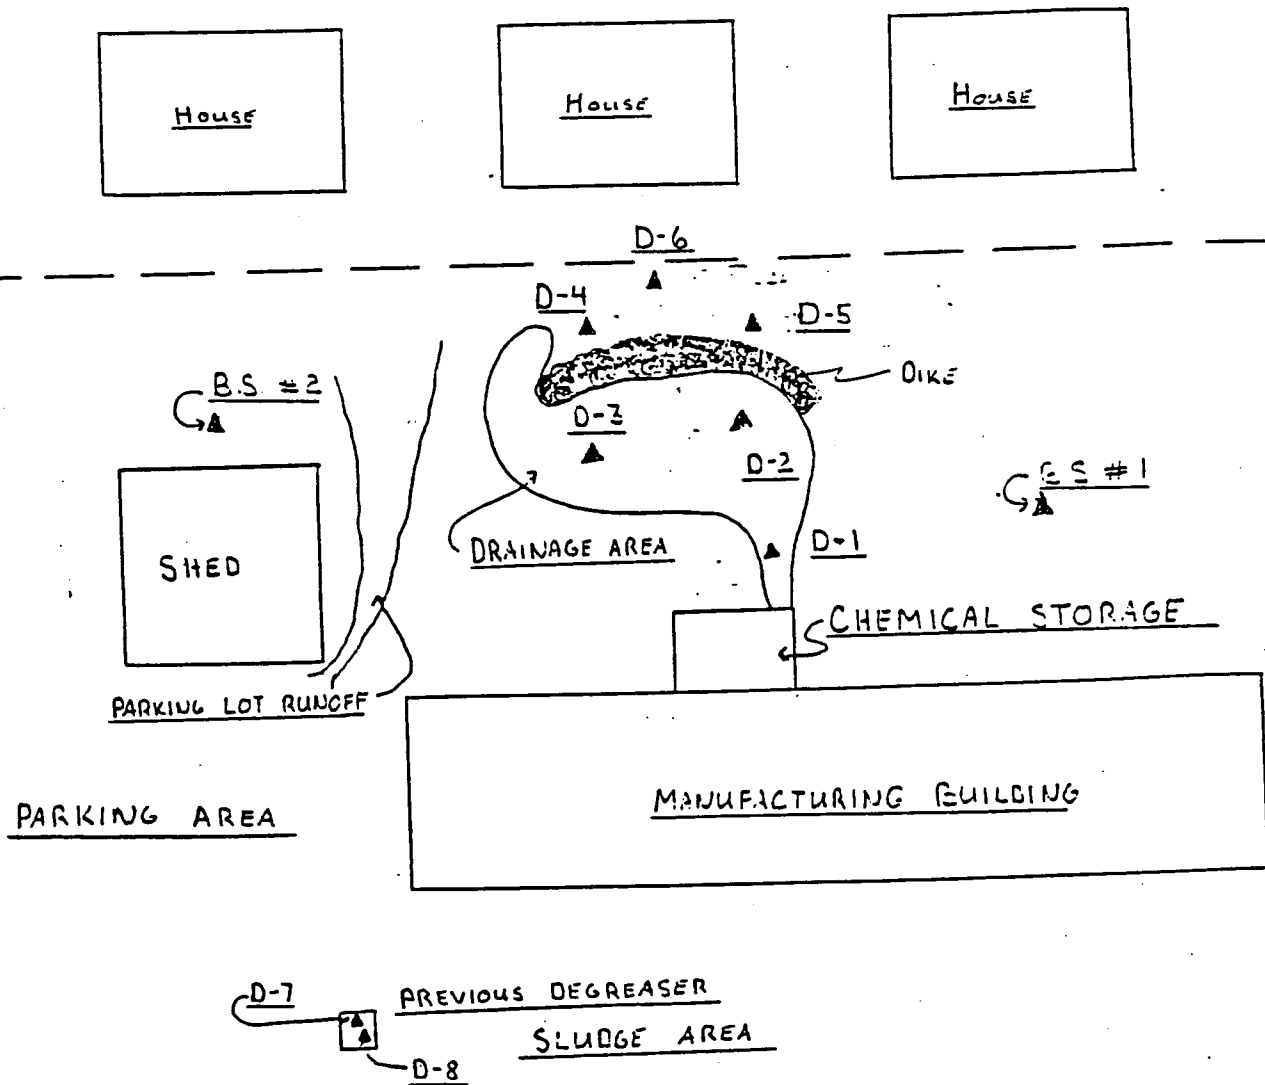 HOUSE
HOUSE
HOUSE
D-6
D-4
D-5
DIKE
B.S. #2
D-3
D-2
B.S #1
DRAINAGE AREA
D-1
SHED
CHEMICAL STORAGE
PARKING LOT RUNOFF
MANUFACTURING BUILDING
PARKING AREA
D-7
PREVIOUS DEGREASER
SLUDGE AREA
D-8